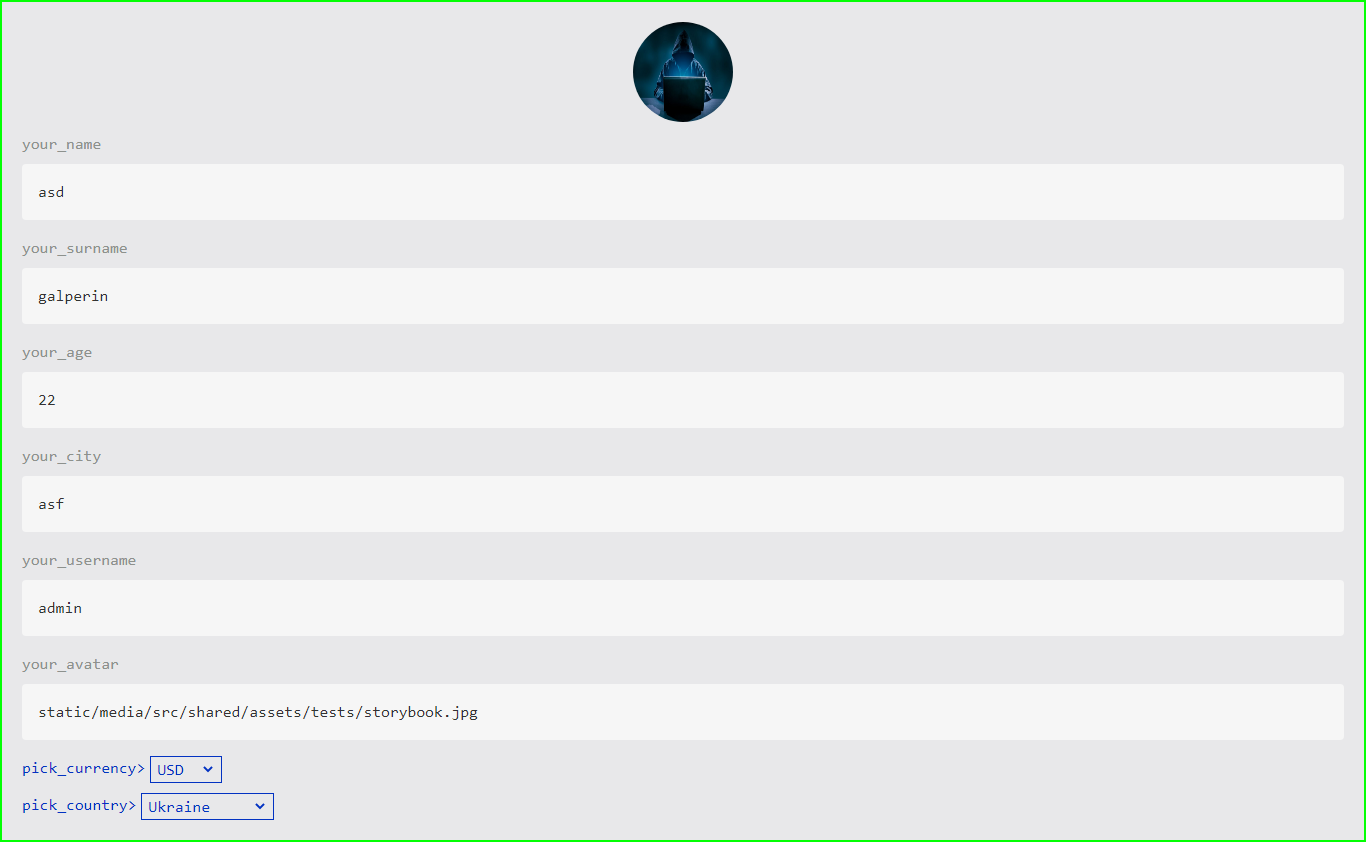 your_name
asd
your_surname
galperin
your_age
22
your_city
asf
your_username
admin
your_avatar
static/media/src/shared/assets/tests/storybook.jpg
pick_currency> USD
pick_country> Ukraine